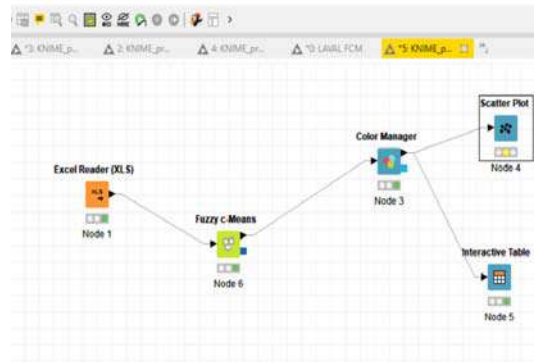 *3: KNIME_p...
2: KNIME_p...
4: KNIME_pr...
*0: LAVAL FCM
*5: KNIME_p...
Scatter Plot
Node 4
Color Manager
Node 3
Excel Reader (XLS)
XLS
Node 1
Fuzzy c-Means
Node 6
Interactive Table
Node 5